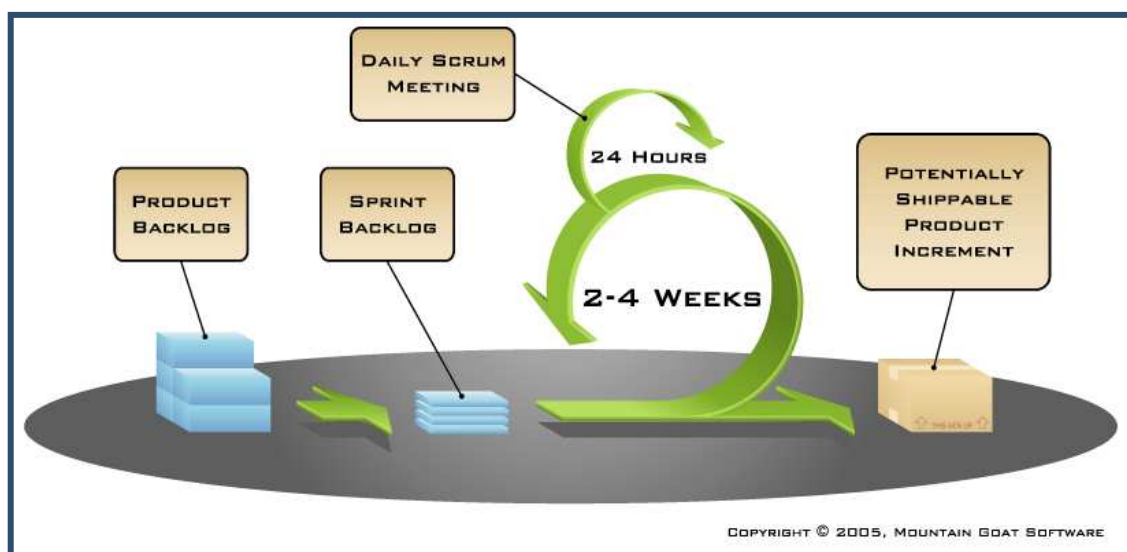 DAILY SCRUM
MEETING
24 HOURS
PRODUCT
BACKLOG
SPRINT
BACKLOG
2-4 WEEKS
POTENTIALLY
SHIPPABLE
PRODUCT
INCREMENT
COPYRIGHT © 2005, MOUNTAIN GOAT SOFTWARE